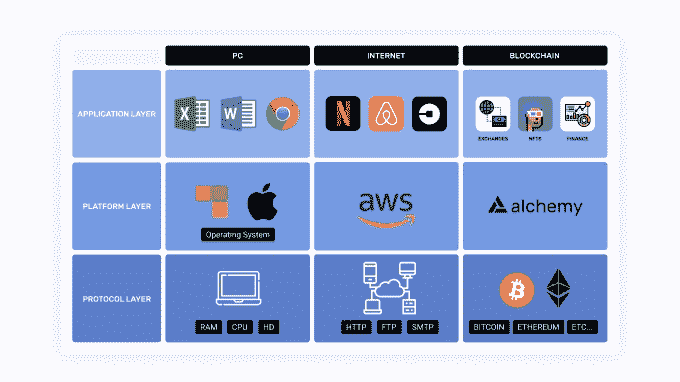 PC INTERNET BLOCKCHAIN
APPLICATION LAYER
X W N
EXCHANGES NFTS FINANCE
PLATFORM LAYER
Operating System
aws
alchemy
PROTOCOL LAYER
RAM CPU HD
HTTP FTP SMTP
BITCOIN ETHEREUM ETC...